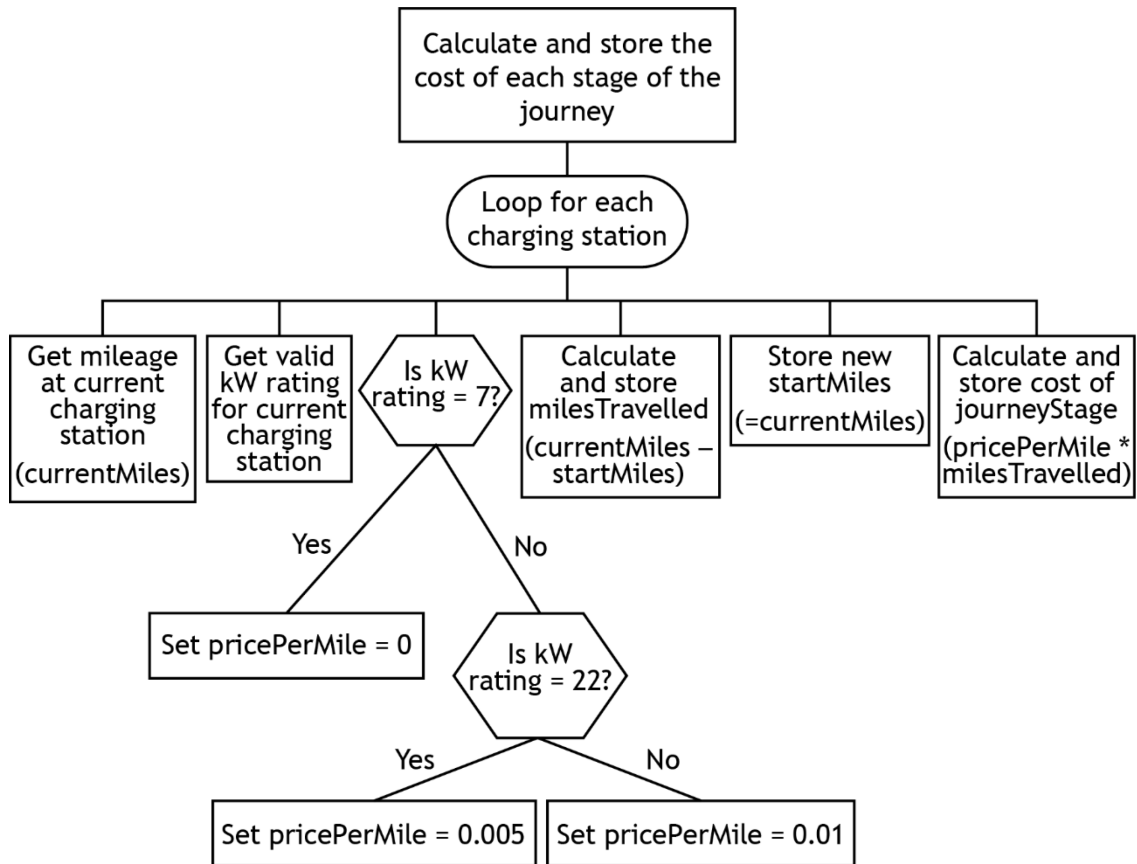 Calculate and store the
cost of each stage of the
journey
Loop for each
charging station
Get mileage
at current
charging
station
(currentMiles)
Get valid
kW rating
for current
charging
station
Is kW
rating = 7?
Calculate
and store
milesTravelled
(currentMiles –
startMiles)
Store new
startMiles
(=currentMiles)
Calculate and
store cost of
journeyStage
(pricePerMile *
milesTravelled)
Yes
No
Set pricePerMile = 0
Is kW
rating = 22?
Yes
No
Set pricePerMile = 0.005
Set pricePerMile = 0.01